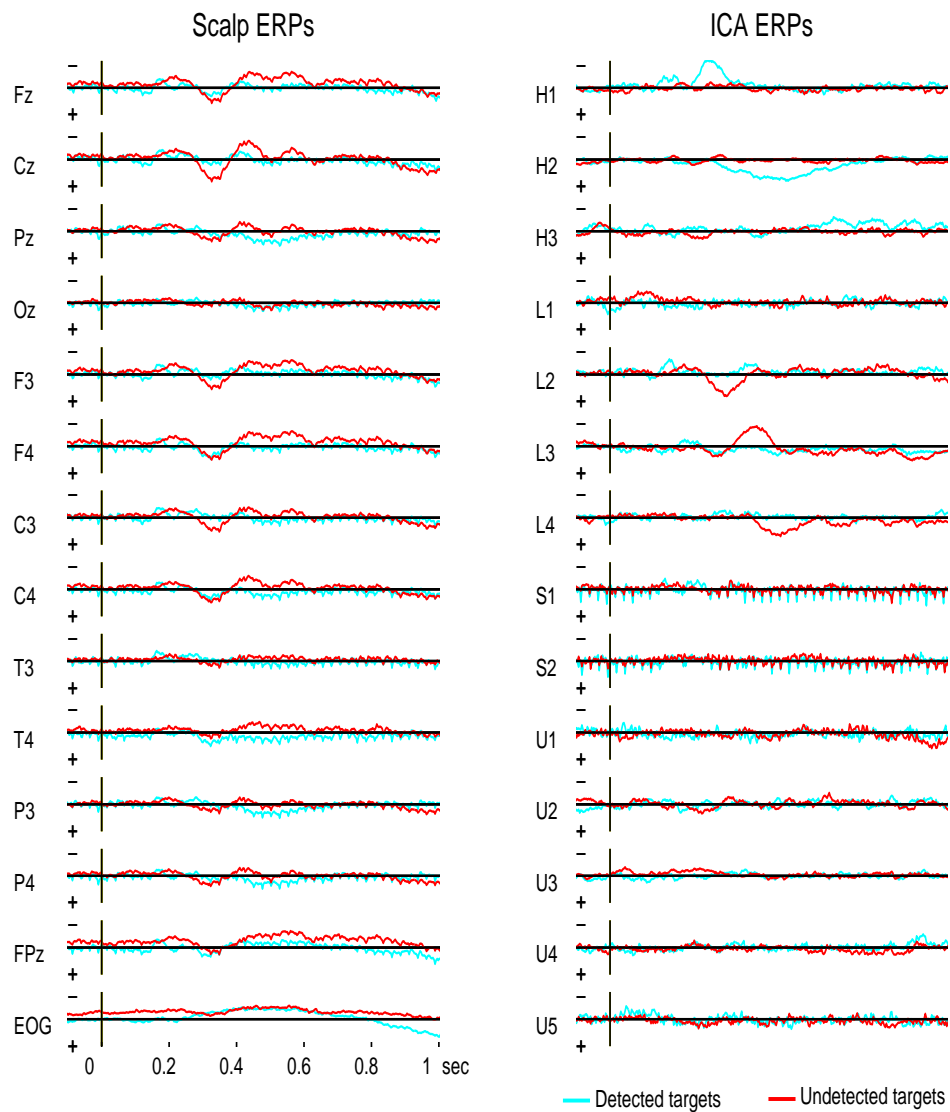 Scalp ERPs
ICA ERPs
−
Fz
+
−
Cz
+
−
Pz
+
−
Oz
+
−
F3
+
−
F4
+
−
C3
+
−
C4
+
−
T3
+
−
T4
+
−
P3
+
−
P4
+
−
FPz
+
−
EOG
+
0 0.2 0.4 0.6 0.8 1 sec
−
H1
+
−
H2
+
−
H3
+
−
L1
+
−
L2
+
−
L3
+
−
L4
+
−
S1
+
−
S2
+
−
U1
+
−
U2
+
−
U3
+
−
U4
+
−
U5
+
Detected targets
Undetected targets